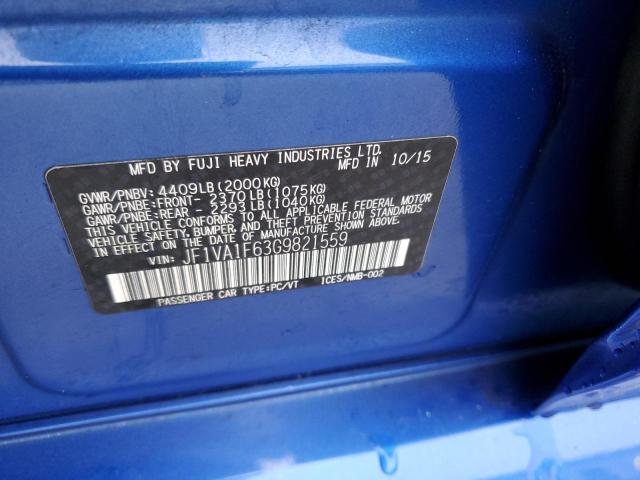 MFD BY FUJI HEAVY INDUSTRIES LTD.
MFD IN 10/15
GVWR/PNBV: 4409LB(2000KG)
GAWR/PNBE:FRONT- 2370LB(1075KG)
GAWR/PNBE:REAR - 2293LB(1040KG)
THIS VEHICLE CONFORMS TO ALL APPLICABLE FEDERAL MOTOR
VEHICLE SAFETY, BUMPER, AND THEFT PREVENTION STANDARDS
IN EFFECT ON THE DATE OF MANUFACTURE SHOWN ABOVE.
VIN: JF1VA1F63G9821559
PASSENGER CAR TYPE:PC/VT ICES/NMB-002